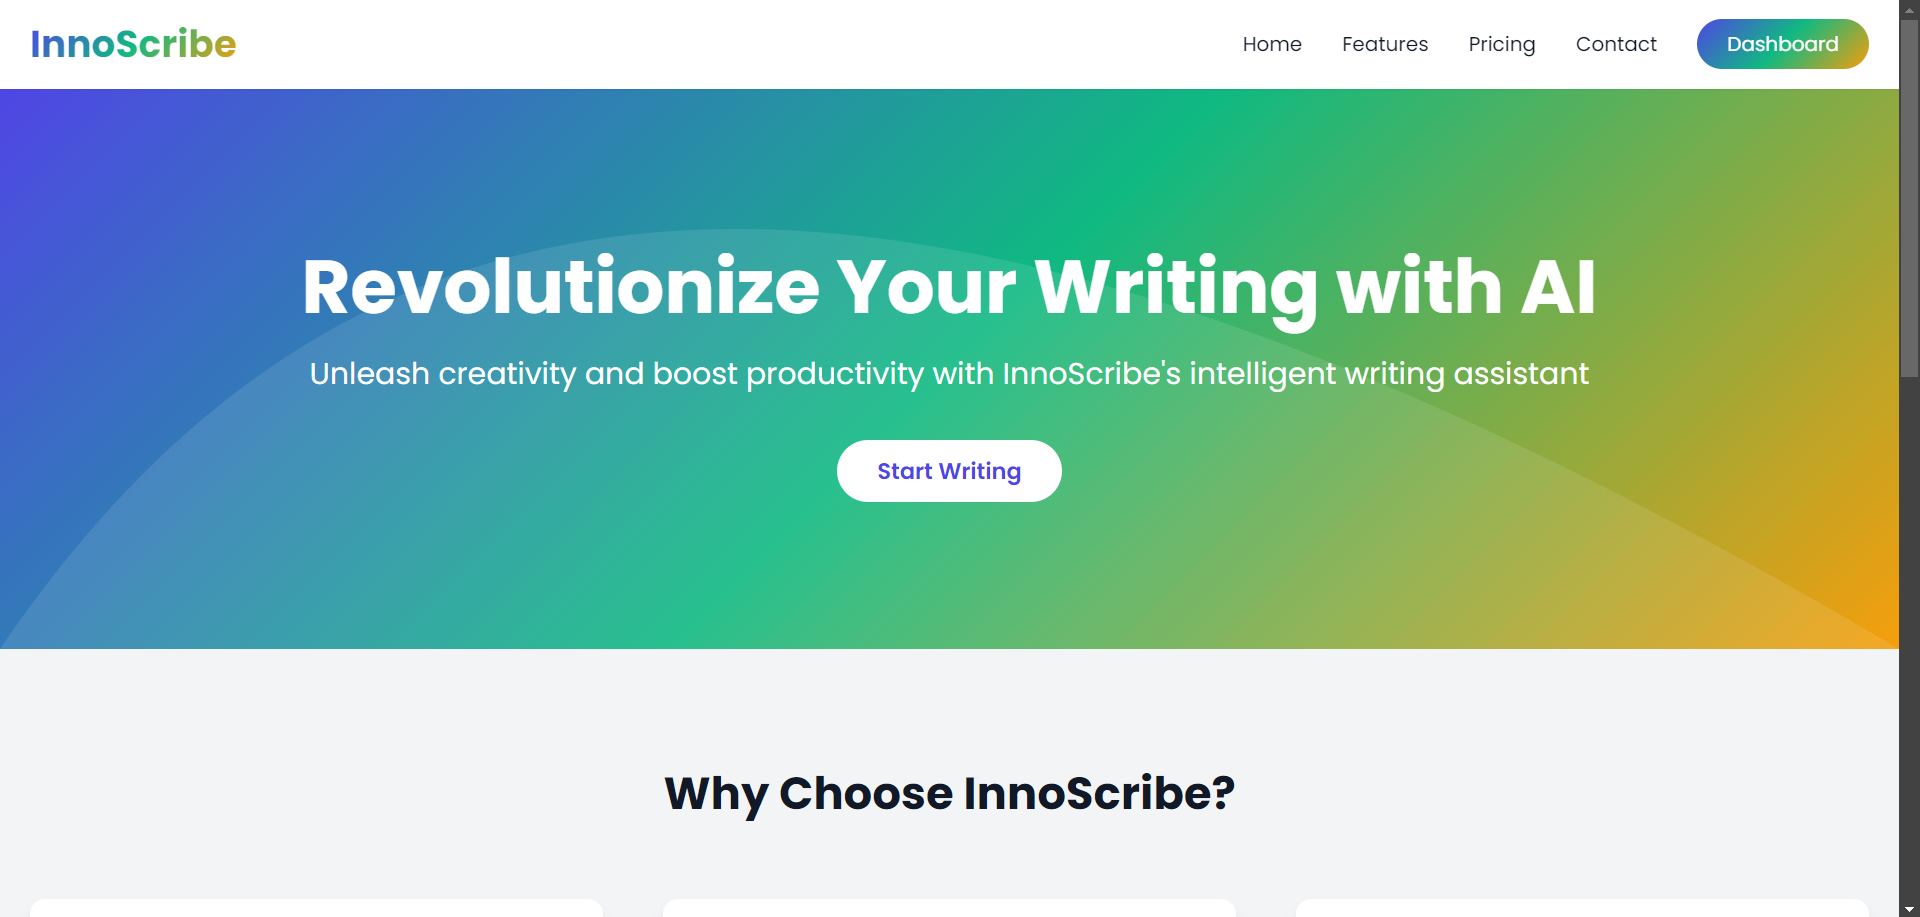 InnoScribe
Home Features Pricing Contact Dashboard
Revolutionize Your Writing with AI
Unleash creativity and boost productivity with InnoScribe's intelligent writing assistant
Start Writing
Why Choose InnoScribe?